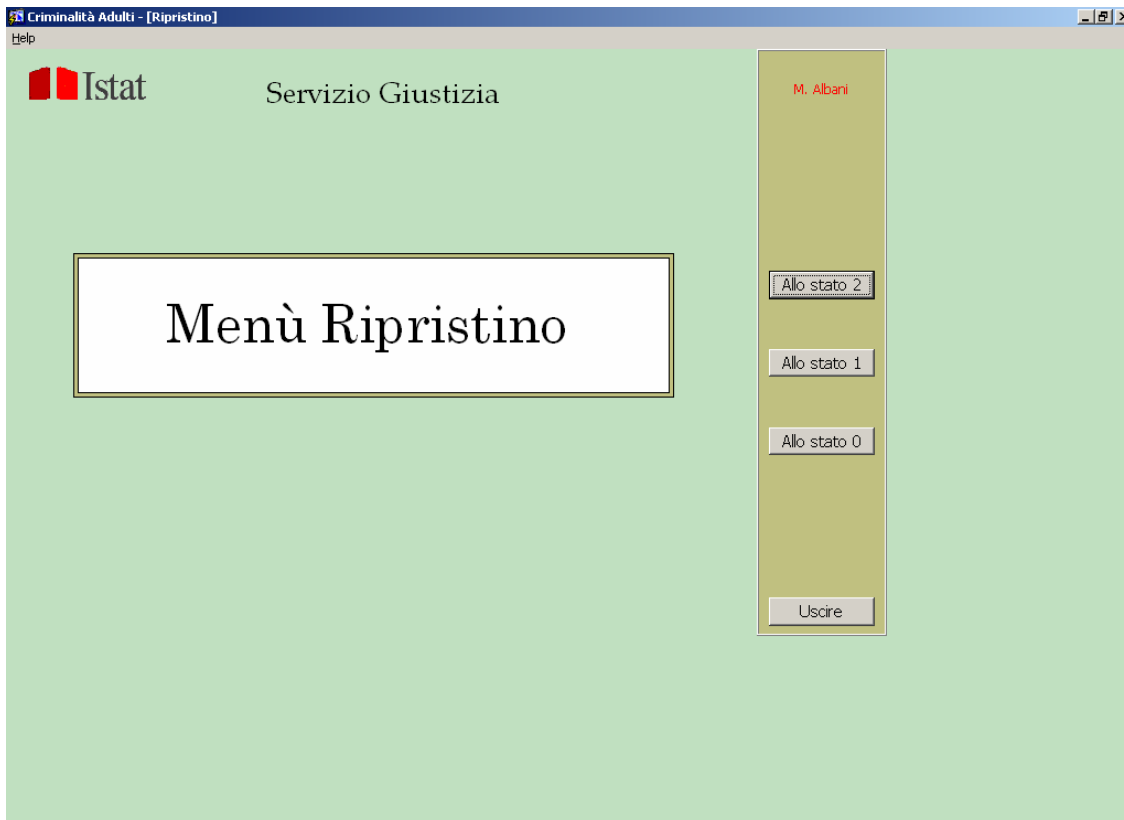 Criminalità Adulti - [Ripristino]
Help
Istat
Servizio Giustizia
M. Albani
Menù Ripristino
Allo stato 2
Allo stato 1
Allo stato 0
Uscire